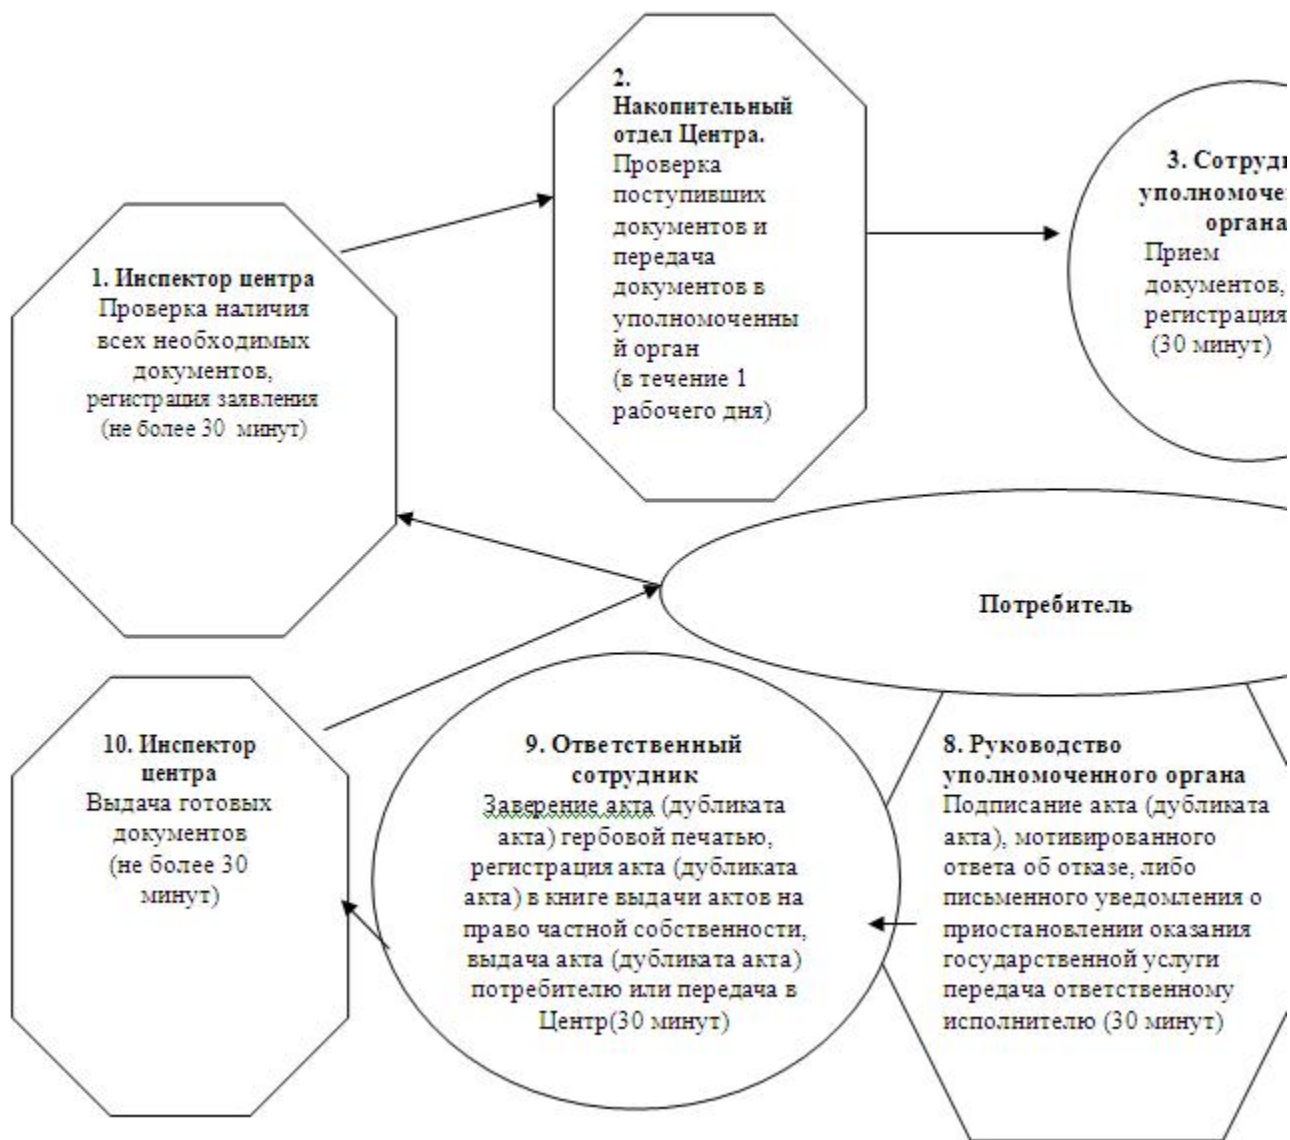 1. Инспектор центра
Проверка наличия
всех необходимых
документов,
регистрация заявления
(не более 30 минут)
2.
Накопительный
отдел Центра.
Проверка
поступивших
документов и
передача
документов в
уполномоченны
й орган
(в течение 1
рабочего дня)
3. Сотруд
уполномоче
органа
Прием
документов,
регистрация
(30 минут)
Потребитель
10. Инспектор
центра
Выдача готовых
документов
(не более 30
минут)
9. Ответственный
сотрудник
Заверение акта (дубликата
акта) гербовой печатью,
регистрация акта (дубликата
акта) в книге выдачи актов на
право частной собственности,
выдача акта (дубликата акта)
потребителю или передача в
Центр(30 минут)
8. Руководство
уполномоченного органа
Подписание акта (дубликата
акта), мотивированного
ответа об отказе, либо
письменного уведомления о
приостановлении оказания
государственной услуги
передача ответственному
исполнителю (30 минут)